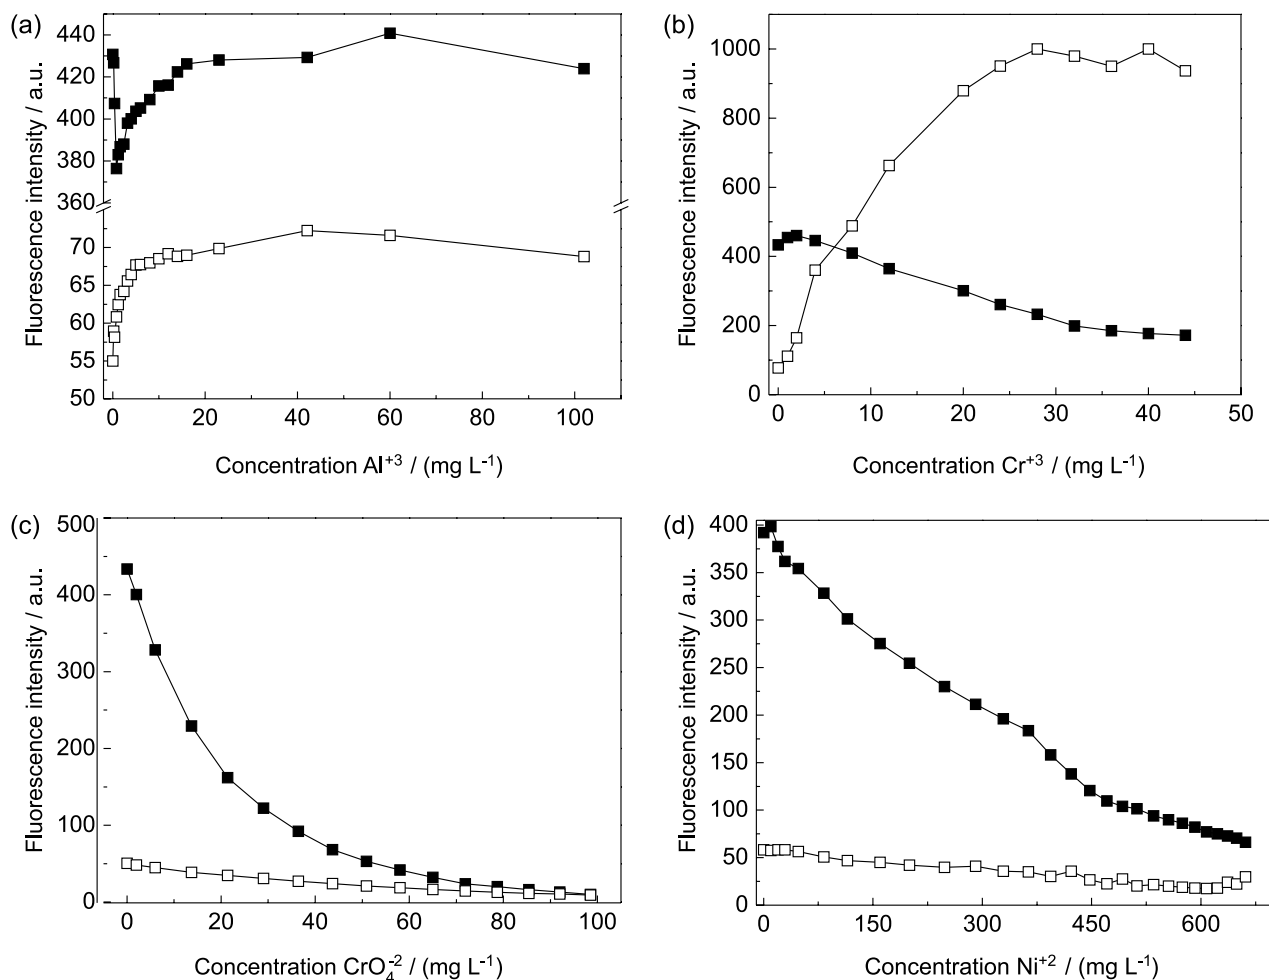 (a)
440
420
400
380
360
70
65
60
55
50
0 20 40 60 80 100
Fluorescence intensity / a.u.
Concentration Al+3 / (mg L-1)
(b)
1000
800
600
400
200
0
0 10 20 30 40 50
Fluorescence intensity / a.u.
Concentration Cr+3 / (mg L-1)
(c)
500
400
300
200
100
0
0 20 40 60 80 100
Fluorescence intensity / a.u.
Concentration CrO4-2 / (mg L-1)
(d)
400
350
300
250
200
150
100
50
0
0 150 300 450 600
Fluorescence intensity / a.u.
Concentration Ni+2 / (mg L-1)